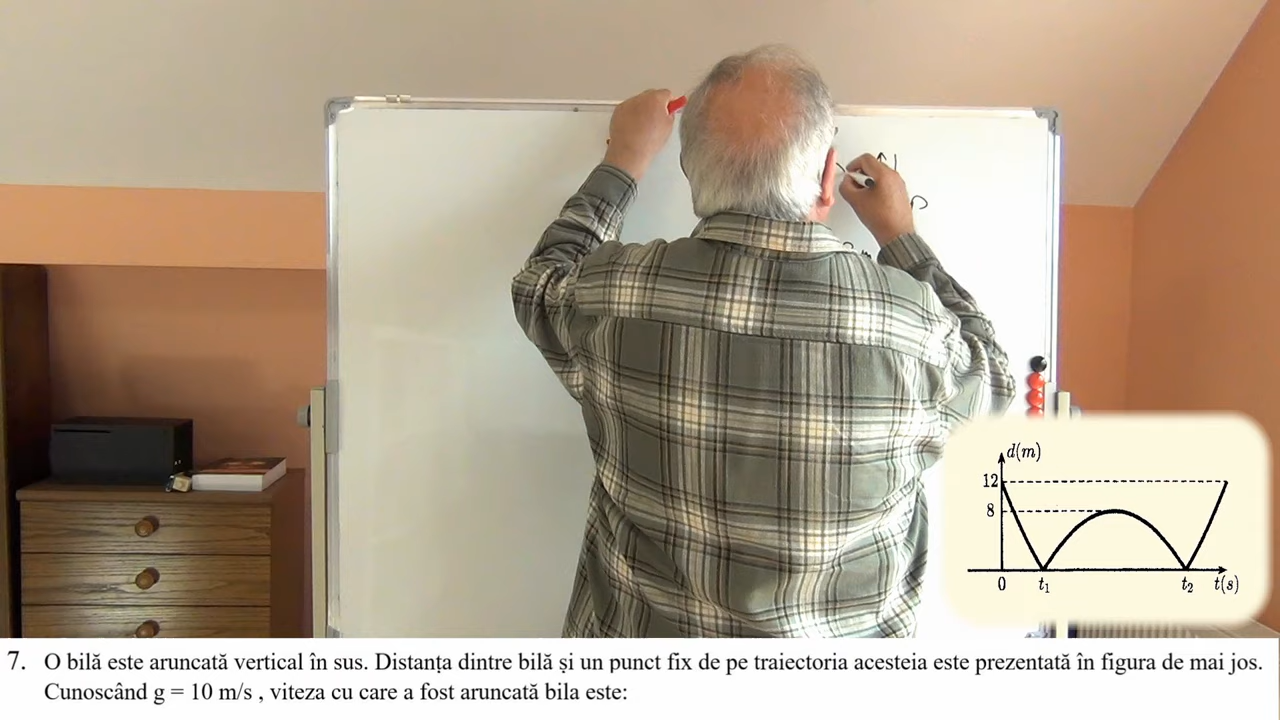 d(m)
12
8
0 t₁ t₂ t(s)
7. O bilă este aruncată vertical în sus. Distanța dintre bilă și un punct fix de pe traiectoria acesteia este prezentată în figura de mai jos.
Cunoscând g = 10 m/s , viteza cu care a fost aruncată bila este: